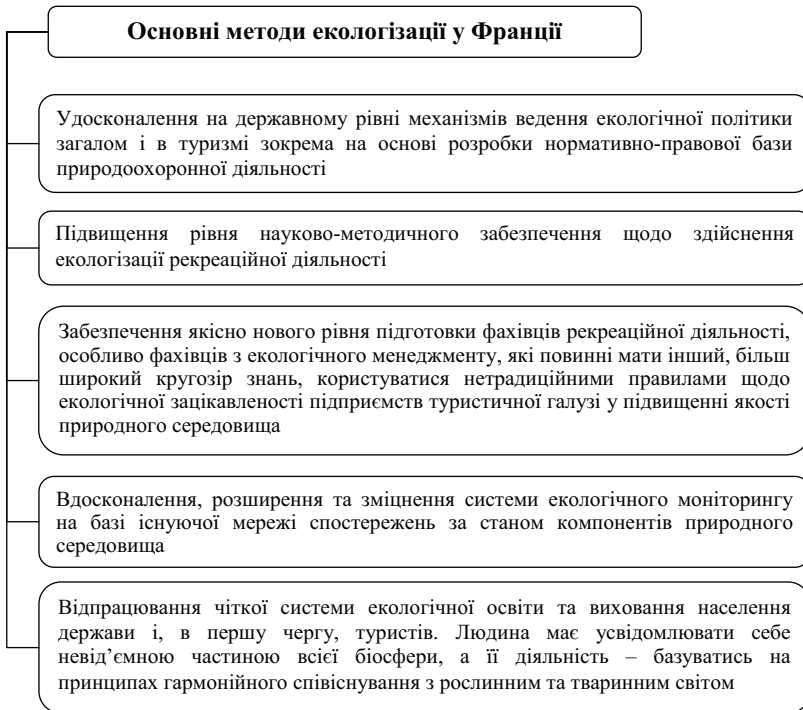 Основні методи екологізації у Франції
Удосконалення на державному рівні механізмів ведення екологічної політики
загалом і в туризмі зокрема на основі розробки нормативно-правової бази
природоохоронної діяльності
Підвищення рівня науково-методичного забезпечення щодо здійснення
екологізації рекреаційної діяльності
Забезпечення якісно нового рівня підготовки фахівців рекреаційної діяльності,
особливо фахівців з екологічного менеджменту, які повинні мати інший, більш
широкий кругозір знань, користуватися нетрадиційними правилами щодо
екологічної зацікавленості підприємств туристичної галузі у підвищенні якості
природного середовища
Вдосконалення, розширення та зміцнення системи екологічного моніторингу
на базі існуючої мережі спостережень за станом компонентів природного
середовища
Відпрацювання чіткої системи екологічної освіти та виховання населення
держави і, в першу чергу, туристів. Людина має усвідомлювати себе
невід’ємною частиною всієї біосфери, а її діяльність – базуватись на
принципах гармонійного співіснування з рослинним та тваринним світом